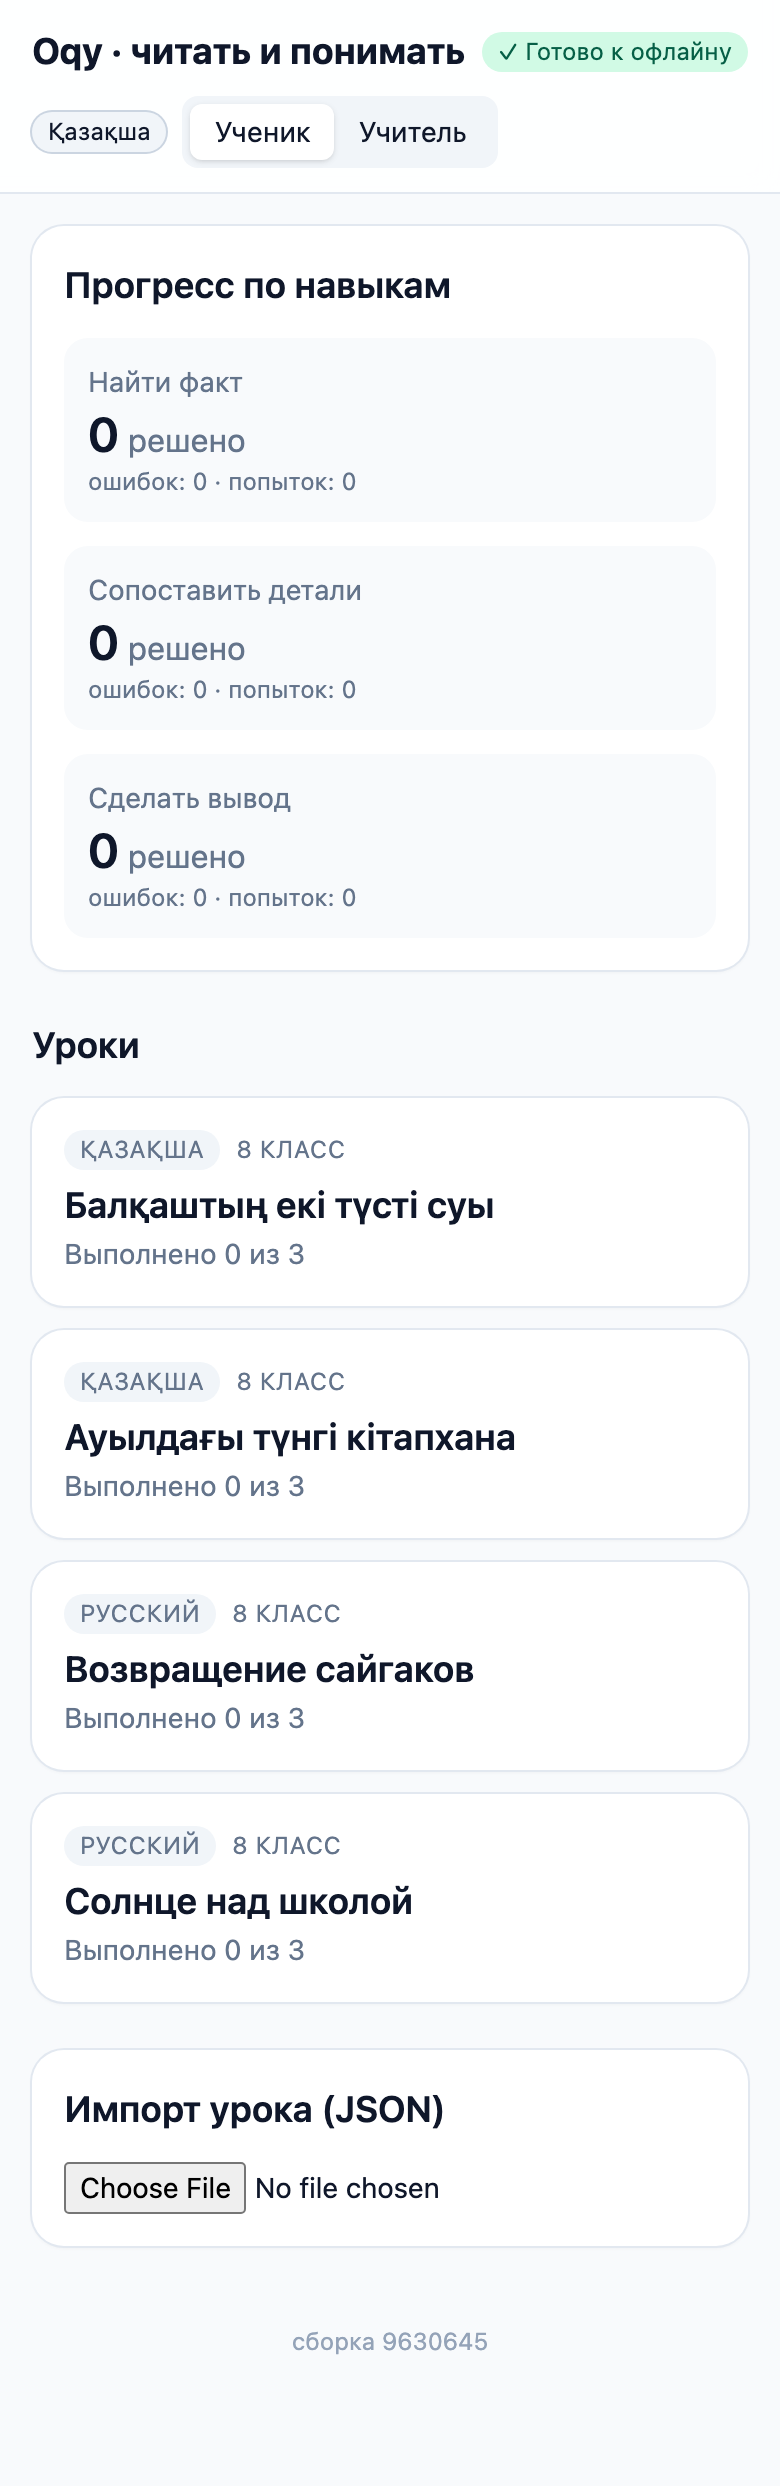 Oqy · читать и понимать
✓ Готово к офлайну
Қазақша
Ученик
Учитель
Прогресс по навыкам
Найти факт
0 решено
ошибок: 0 · попыток: 0
Сопоставить детали
0 решено
ошибок: 0 · попыток: 0
Сделать вывод
0 решено
ошибок: 0 · попыток: 0
Уроки
ҚАЗАҚША 8 КЛАСС
Балқаштың екі түсті суы
Выполнено 0 из 3
ҚАЗАҚША 8 КЛАСС
Ауылдағы түнгі кітапхана
Выполнено 0 из 3
РУССКИЙ 8 КЛАСС
Возвращение сайгаков
Выполнено 0 из 3
РУССКИЙ 8 КЛАСС
Солнце над школой
Выполнено 0 из 3
Импорт урока (JSON)
Choose File No file chosen
сборка 9630645